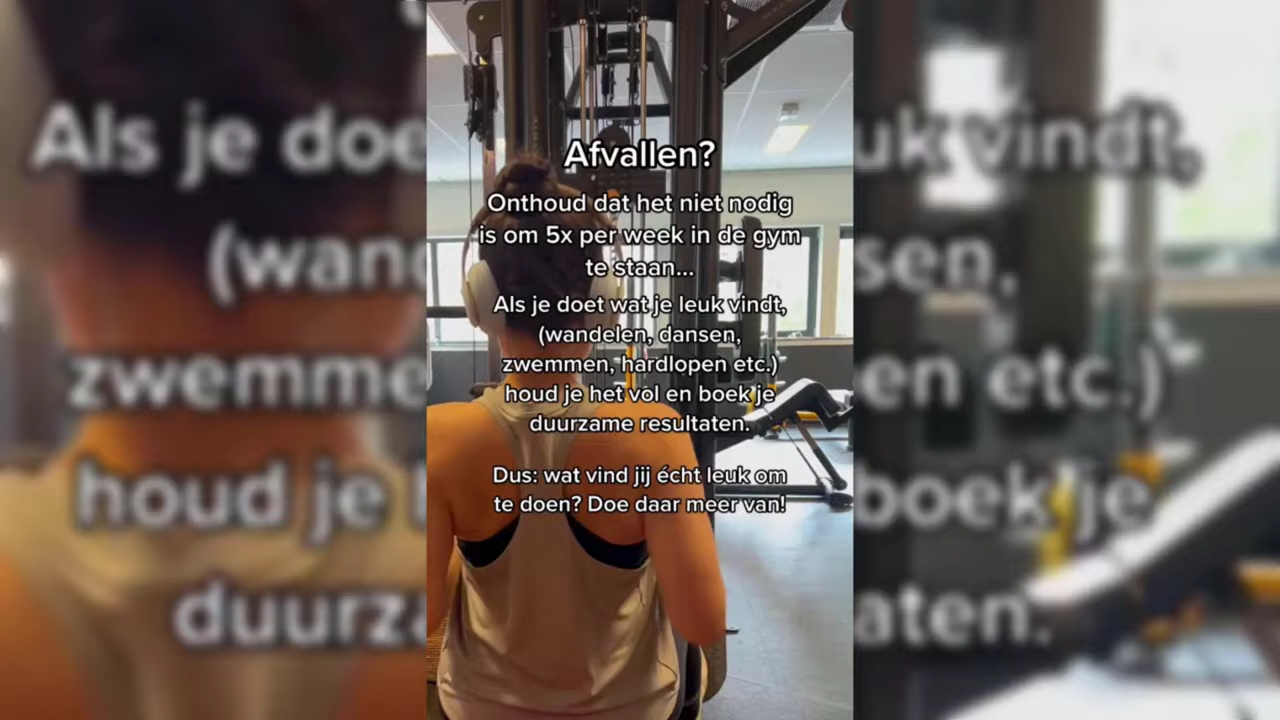 Afvallen?
Onthoud dat het niet nodig
is om 5x per week in de gym
te staan...
Als je doet wat je leuk vindt,
(wandelen, dansen,
zwemmen, hardlopen etc.)
houd je het vol en boek je
duurzame resultaten.
Dus: wat vind jij écht leuk om
te doen? Doe daar meer van!